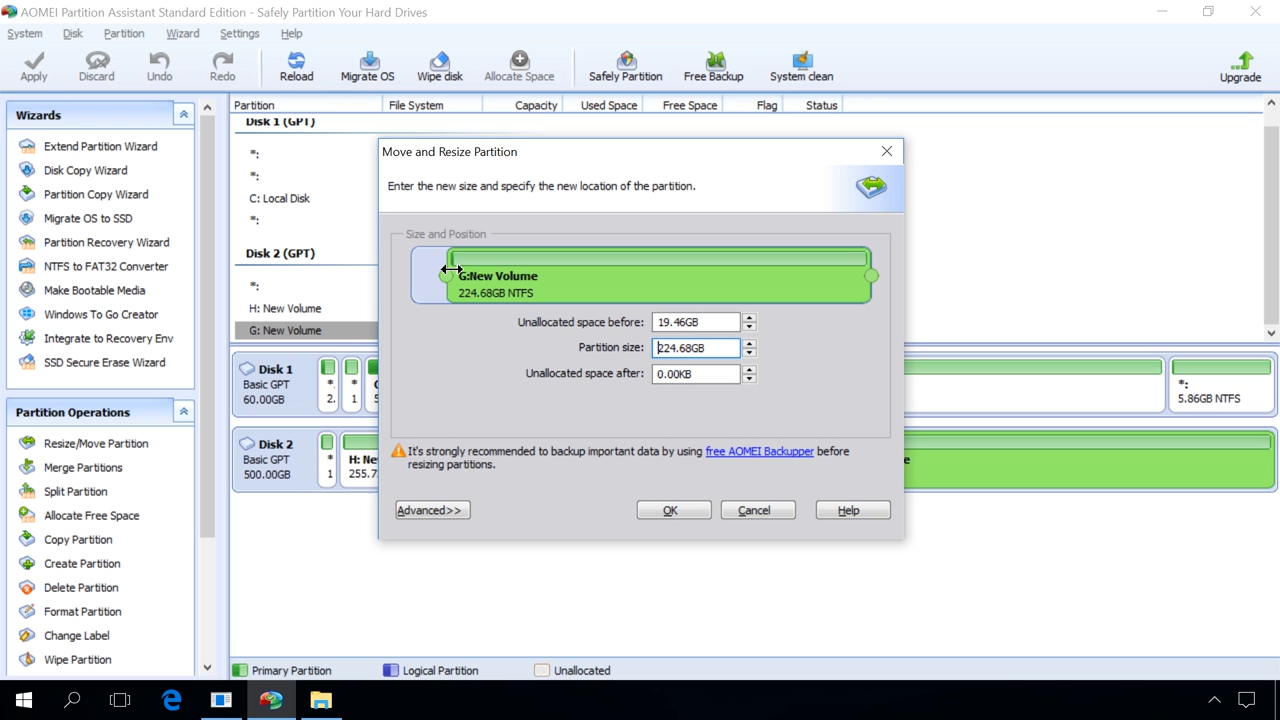 AOMEI Partition Assistant Standard Edition - Safely Partition Your Hard Drives
System Disk Partition Wizard Settings Help
Apply Discard Undo Redo Reload Migrate OS Wipe disk Allocate Space Safely Partition Free Backup System clean Upgrade
Wizards
Extend Partition Wizard
Disk Copy Wizard
Partition Copy Wizard
Migrate OS to SSD
Partition Recovery Wizard
NTFS to FAT32 Converter
Make Bootable Media
Windows To Go Creator
Integrate to Recovery Env
SSD Secure Erase Wizard
Partition Operations
Resize/Move Partition
Merge Partitions
Split Partition
Allocate Free Space
Copy Partition
Create Partition
Delete Partition
Format Partition
Change Label
Wipe Partition
Partition File System Capacity Used Space Free Space Flag Status
Disk 1 (GPT)
*:
*:
C: Local Disk
*:
Disk 2 (GPT)
*:
H: New Volume
G: New Volume
Move and Resize Partition
Enter the new size and specify the new location of the partition.
Size and Position
G:New Volume
224.68GB NTFS
Unallocated space before: 19.46GB
Partition size: 224.68GB
Unallocated space after: 0.00KB
It's strongly recommended to backup important data by using free AOMEI Backupper before
resizing partitions.
Advanced>> OK Cancel Help
Disk 1
Basic GPT
60.00GB
*.
2.
*
1
*:
5.86GB NTFS
Disk 2
Basic GPT
500.00GB
*
1
H: Ne
255.7
Primary Partition Logical Partition Unallocated